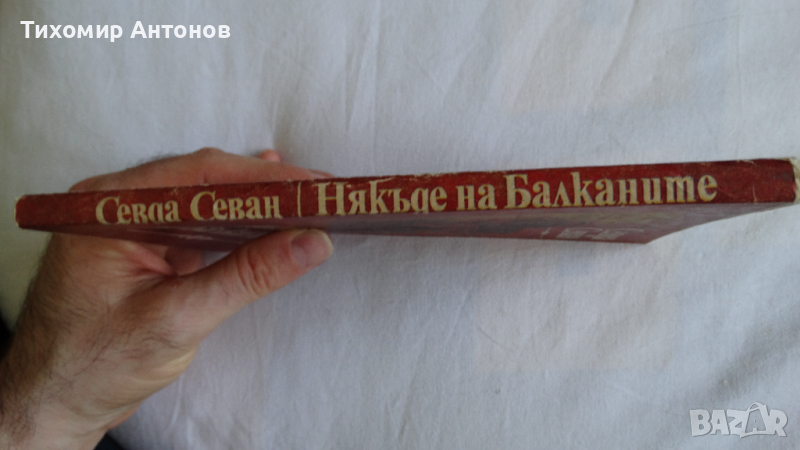 Тихомир Антонов
Севда Севан | Някъде на Балканите
BAZAR